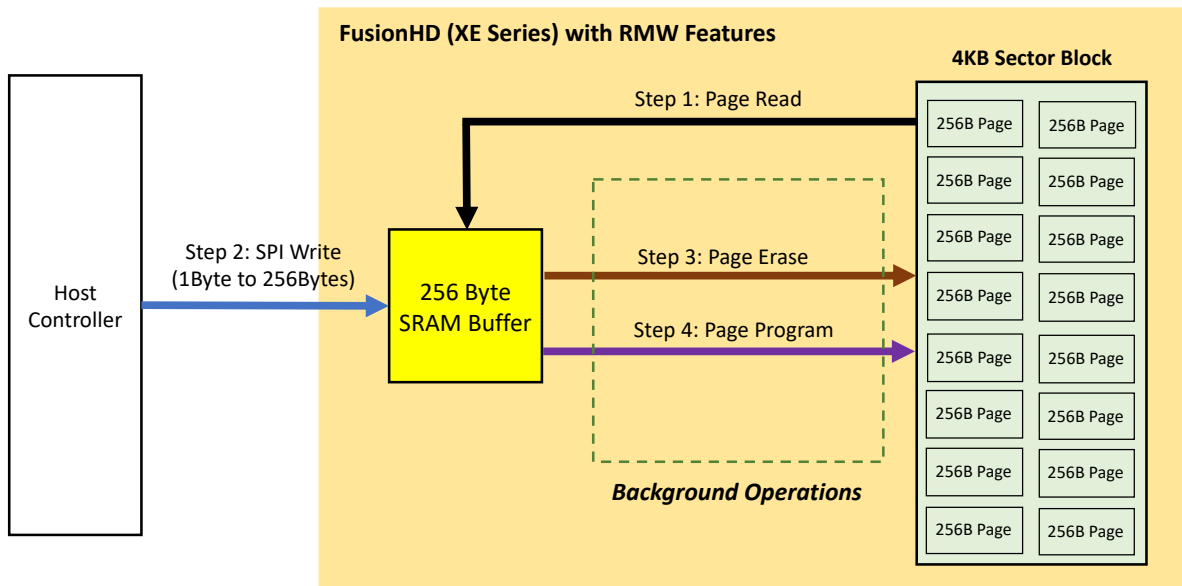 FusionHD (XE Series) with RMW Features
4KB Sector Block
Step 1: Page Read
256B Page 256B Page
256B Page 256B Page
Step 2: SPI Write
(1Byte to 256Bytes)
256B Page 256B Page
Step 3: Page Erase
Host
Controller
256 Byte
SRAM Buffer
256B Page 256B Page
Step 4: Page Program
256B Page 256B Page
256B Page 256B Page
256B Page 256B Page
Background Operations
256B Page 256B Page